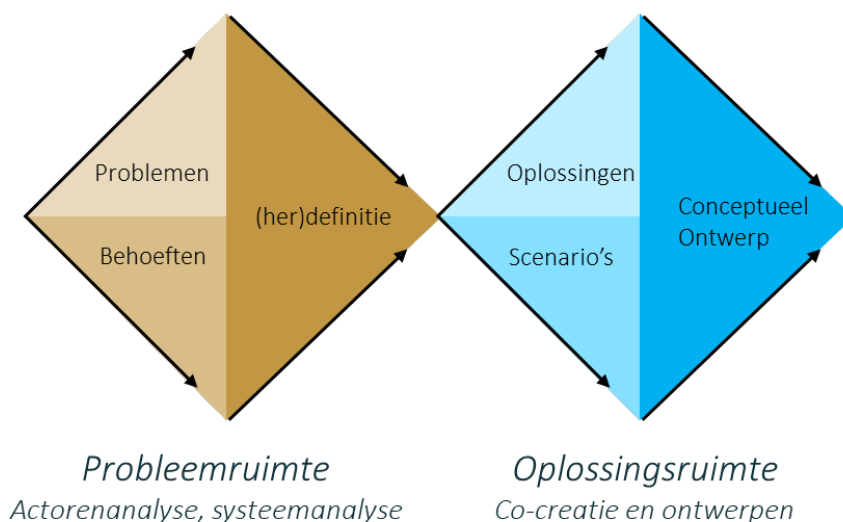 Problemen
Behoeften
(her)definitie
Oplossingen
Scenario's
Conceptueel
Ontwerp
Probleemruimte
Actorenanalyse, systeemanalyse
Oplossingsruimte
Co-creatie en ontwerpen